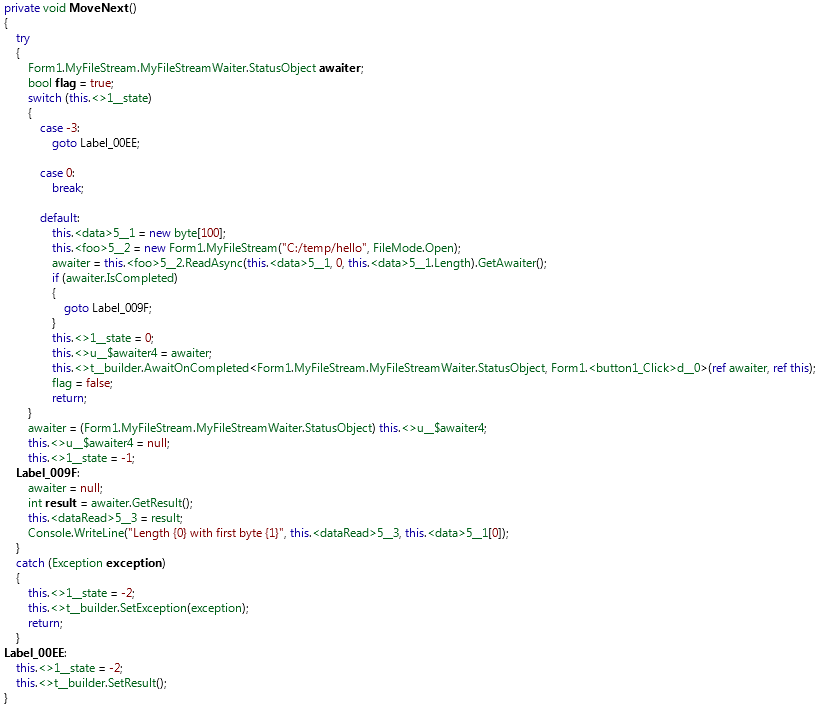 private void MoveNext()
{
    try
    {
        Form1.MyFileStream.MyFileStreamWaiter.StatusObject awaiter;
        bool flag = true;
        switch (this.<>1__state)
        {
            case -3:
                goto Label_00EE;

            case 0:
                break;

            default:
                this.<data>5__1 = new byte[100];
                this.<foo>5__2 = new Form1.MyFileStream("C:/temp/hello", FileMode.Open);
                awaiter = this.<foo>5__2.ReadAsync(this.<data>5__1, 0, this.<data>5__1.Length).GetAwaiter();
                if (awaiter.IsCompleted)
                {
                    goto Label_009F;
                }
                this.<>1__state = 0;
                this.<>u__$awaiter4 = awaiter;
                this.<>t__builder.AwaitOnCompleted<Form1.MyFileStream.MyFileStreamWaiter.StatusObject, Form1.<button1_Click>d__0>(ref awaiter, ref this);
                flag = false;
                return;
        }
        awaiter = (Form1.MyFileStream.MyFileStreamWaiter.StatusObject) this.<>u__$awaiter4;
        this.<>u__$awaiter4 = null;
        this.<>1__state = -1;
    Label_009F:
        awaiter = null;
        int result = awaiter.GetResult();
        this.<dataRead>5__3 = result;
        Console.WriteLine("Length {0} with first byte {1}", this.<dataRead>5__3, this.<data>5__1[0]);
    }
    catch (Exception exception)
    {
        this.<>1__state = -2;
        this.<>t__builder.SetException(exception);
        return;
    }
Label_00EE:
    this.<>1__state = -2;
    this.<>t__builder.SetResult();
}